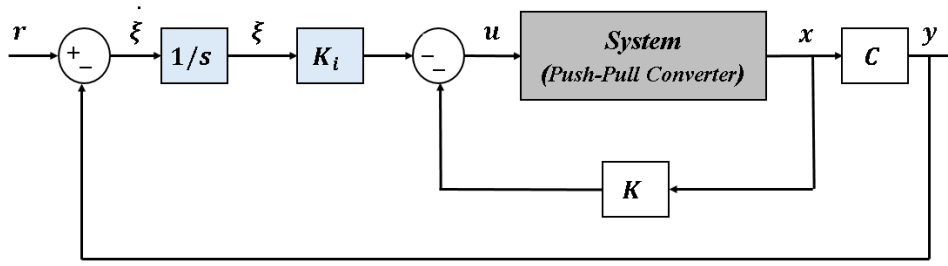 r
+
−
ξ̇
1/s
ξ
K_i
−
−
u
System
(Push-Pull Converter)
x
C
y
K